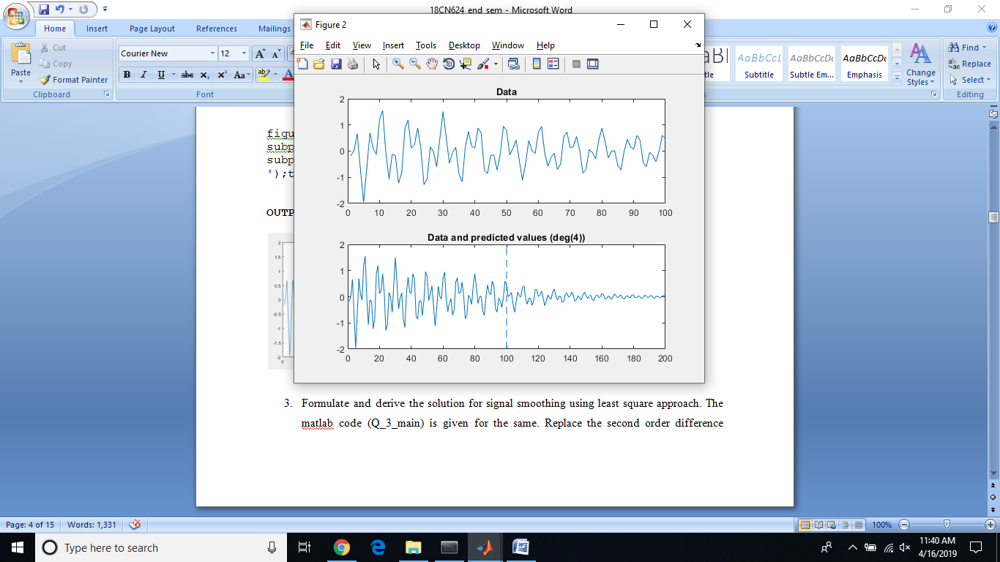 18CN624 end sem - Microsoft Word
Home Insert Page Layout References Mailings
Paste
Cut
Copy
Format Painter
Clipboard
Courier New 12
B I U abe X₂ X² Aa ab A
Font
AaBbCcL AaBbCcDc AaBbCcDc
Subtitle Subtle Em... Emphasis
Change Styles
Find
Replace
Select
Editing
Figure 2
File Edit View Insert Tools Desktop Window Help
Data
2
1
0
-1
-2
0 10 20 30 40 50 60 70 80 90 100
Data and predicted values (deg(4))
2
1
0
-1
-2
0 20 40 60 80 100 120 140 160 180 200
figu
subp
subp
');t
OUTP
2
1.5
1
0.5
0
-0.5
-1
-1.5
-2
0
3. Formulate and derive the solution for signal smoothing using least square approach. The
matlab code (Q_3_main) is given for the same. Replace the second order difference
Page: 4 of 15 Words: 1,331 100%
Type here to search
11:40 AM
4/16/2019